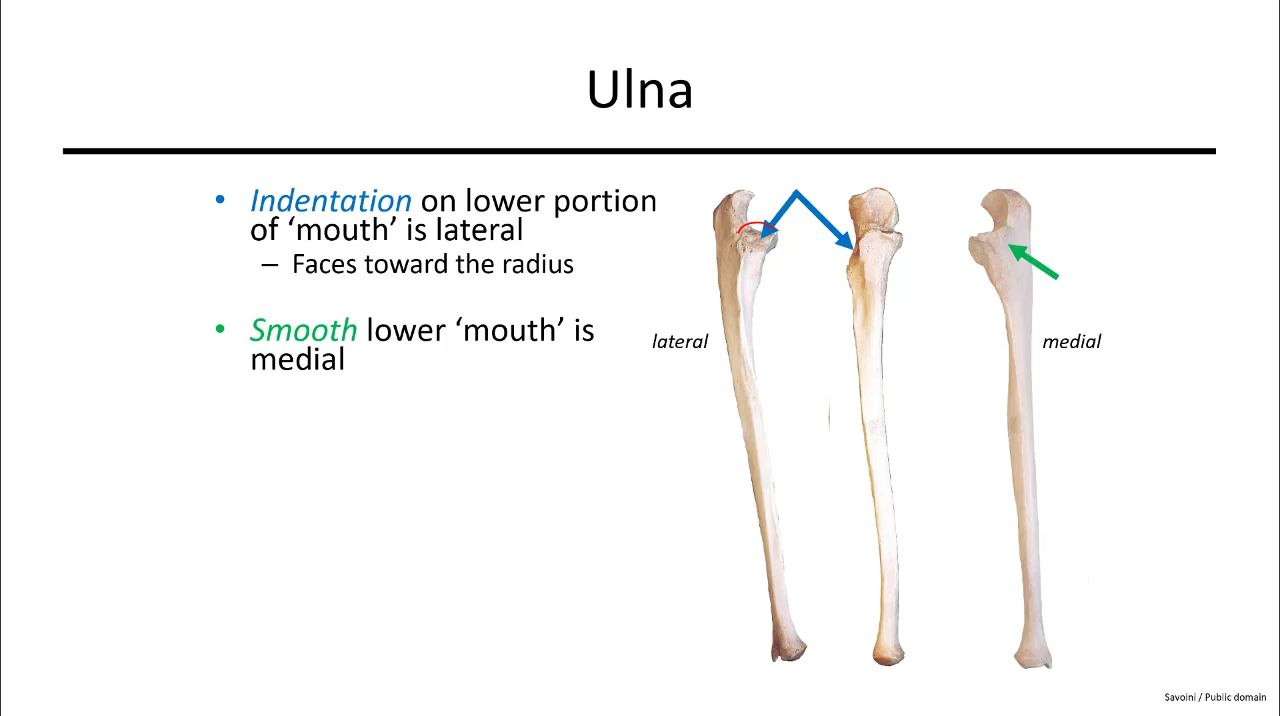 Ulna
• Indentation on lower portion
of ‘mouth’ is lateral
– Faces toward the radius
• Smooth lower ‘mouth’ is
medial
lateral
medial
Savoini / Public domain